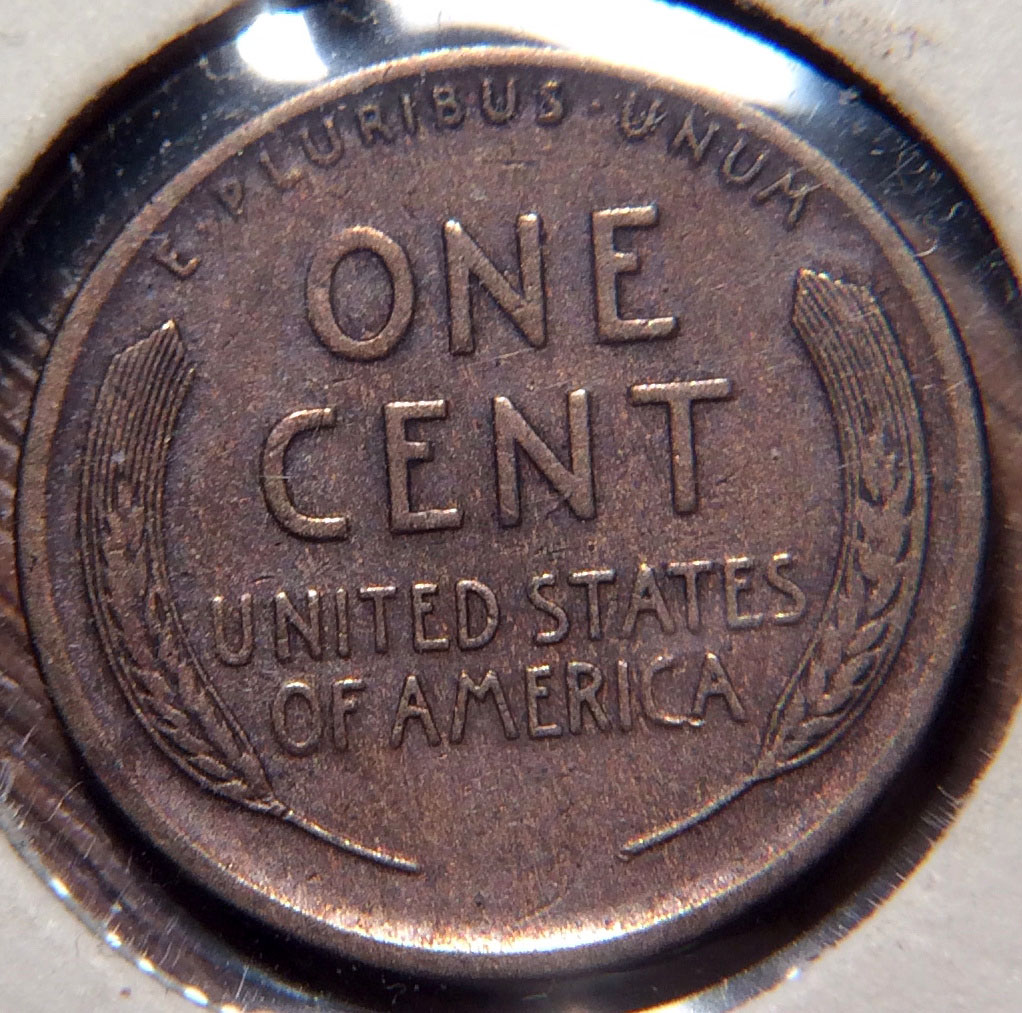 E·PLURIBUS·UNUM
ONE
CENT
UNITED STATES
OF AMERICA